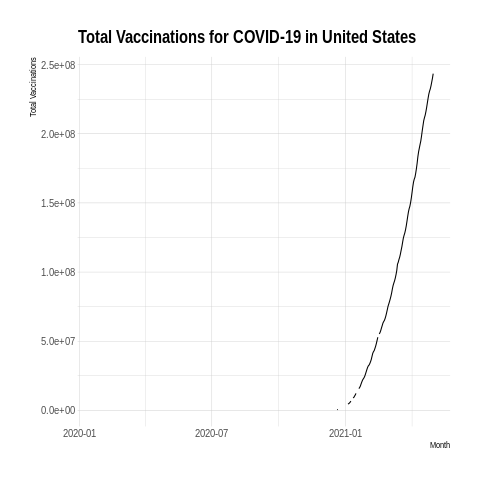 Total Vaccinations for COVID-19 in United States
Total Vaccinations
2.5e+08
2.0e+08
1.5e+08
1.0e+08
5.0e+07
0.0e+00
2020-01 2020-07 2021-01
Month